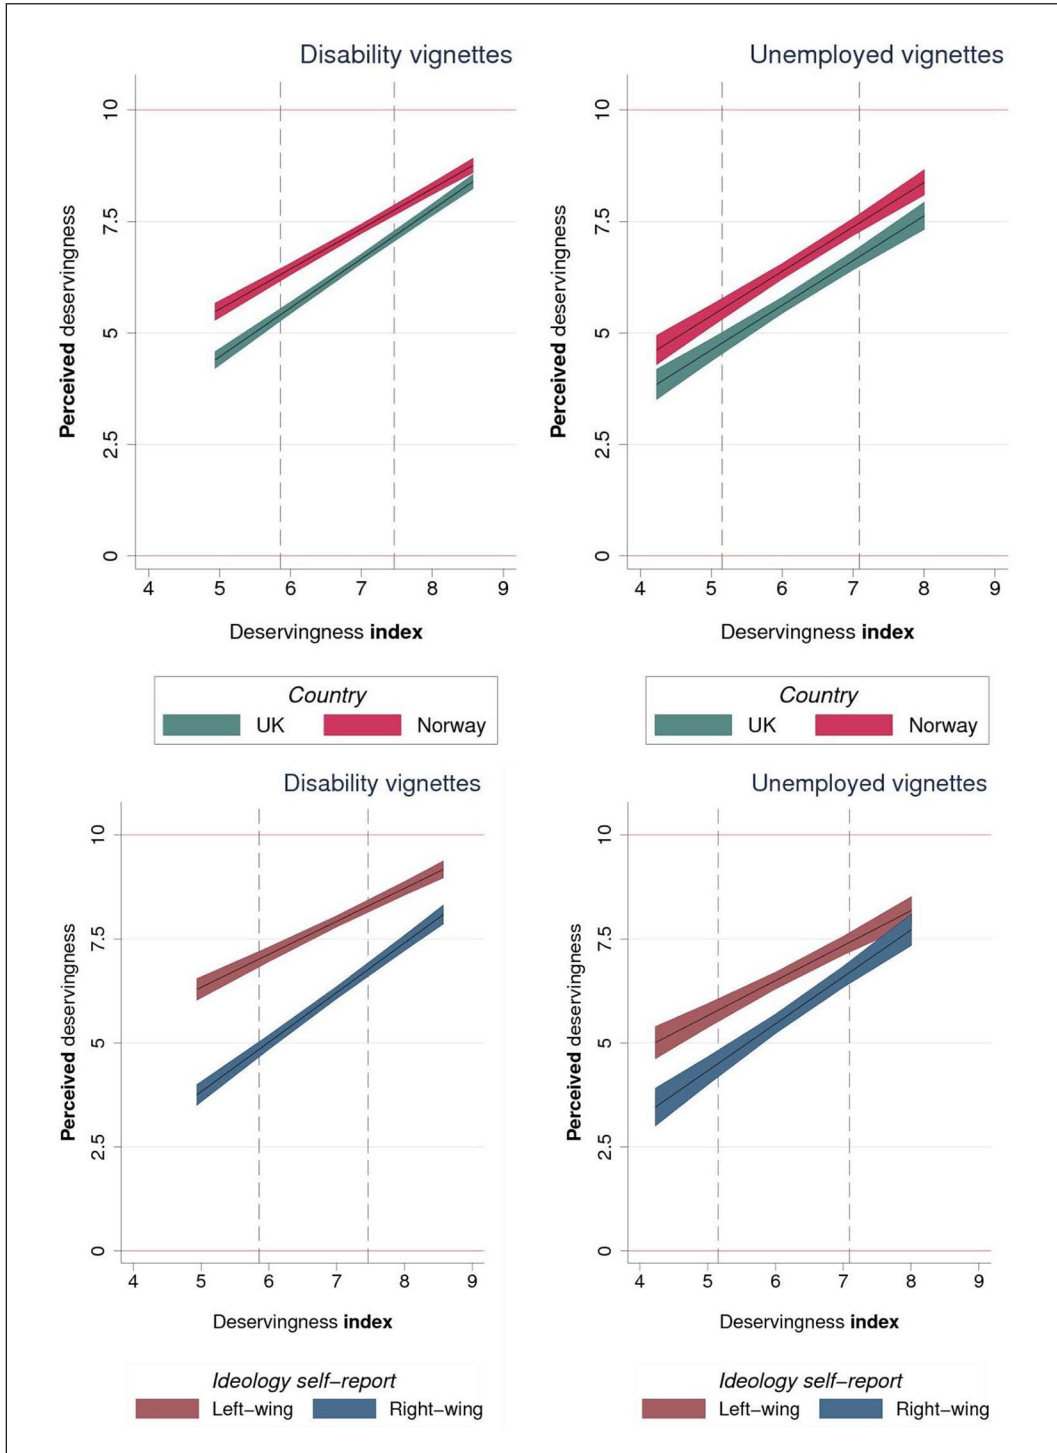 Disability vignettes
Perceived deservingness
10
7.5
5
2.5
0
4 5 6 7 8 9
Deservingness index
Country
UK Norway
Unemployed vignettes
Perceived deservingness
10
7.5
5
2.5
0
4 5 6 7 8 9
Deservingness index
Country
UK Norway
Disability vignettes
Perceived deservingness
10
7.5
5
2.5
0
4 5 6 7 8 9
Deservingness index
Ideology self−report
Left−wing Right−wing
Unemployed vignettes
Perceived deservingness
10
7.5
5
2.5
0
4 5 6 7 8 9
Deservingness index
Ideology self−report
Left−wing Right−wing